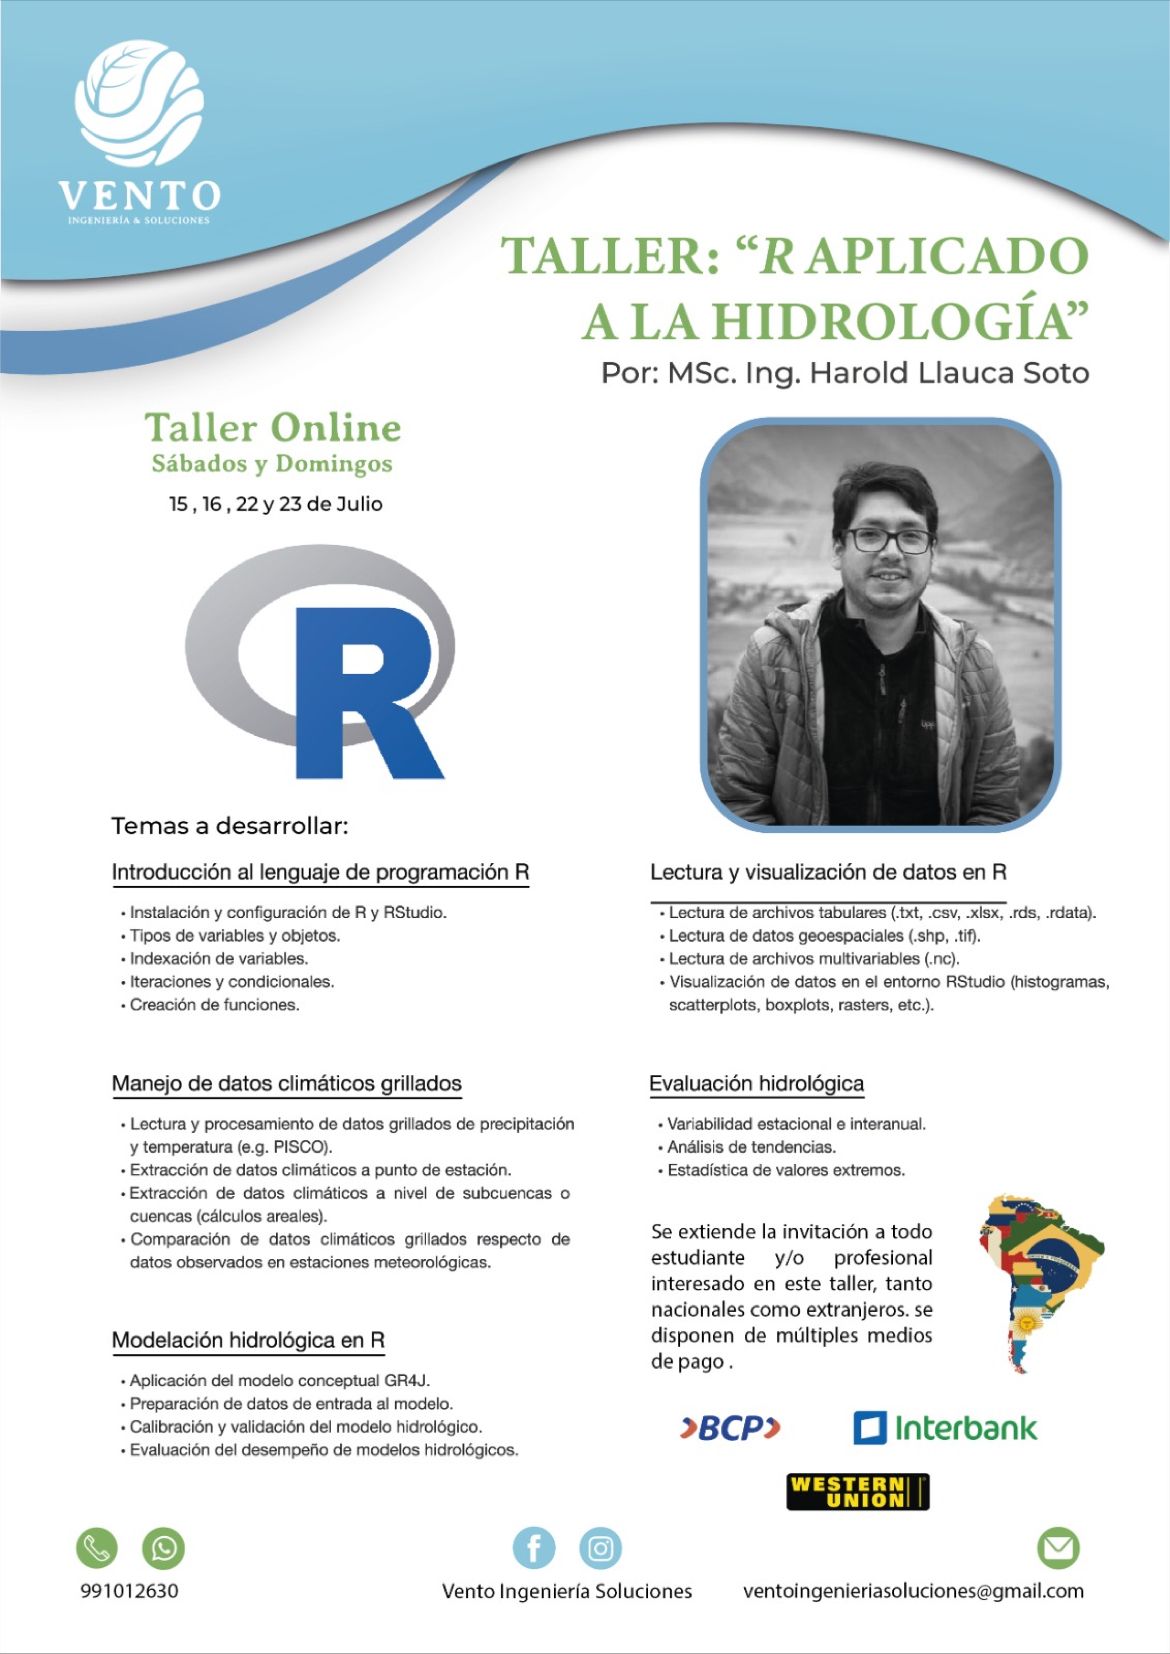 VENTO
INGENIERÍA & SOLUCIONES
TALLER: “R APLICADO
A LA HIDROLOGÍA”
Por: MSc. Ing. Harold Llauca Soto
Taller Online
Sábados y Domingos
15 , 16 , 22 y 23 de Julio
R
Temas a desarrollar:
Introducción al lenguaje de programación R
• Instalación y configuración de R y RStudio.
• Tipos de variables y objetos.
• Indexación de variables.
• Iteraciones y condicionales.
• Creación de funciones.
Lectura y visualización de datos en R
• Lectura de archivos tabulares (.txt, .csv, .xlsx, .rds, .rdata).
• Lectura de datos geoespaciales (.shp, .tif).
• Lectura de archivos multivariables (.nc).
• Visualización de datos en el entorno RStudio (histogramas,
scatterplots, boxplots, rasters, etc.).
Manejo de datos climáticos grillados
• Lectura y procesamiento de datos grillados de precipitación
y temperatura (e.g. PISCO).
• Extracción de datos climáticos a punto de estación.
• Extracción de datos climáticos a nivel de subcuencas o
cuencas (cálculos areales).
• Comparación de datos climáticos grillados respecto de
datos observados en estaciones meteorológicas.
Evaluación hidrológica
• Variabilidad estacional e interanual.
• Análisis de tendencias.
• Estadística de valores extremos.
Modelación hidrológica en R
• Aplicación del modelo conceptual GR4J.
• Preparación de datos de entrada al modelo.
• Calibración y validación del modelo hidrológico.
• Evaluación del desempeño de modelos hidrológicos.
Se extiende la invitación a todo
estudiante y/o profesional
interesado en este taller, tanto
nacionales como extranjeros. se
disponen de múltiples medios
de pago .
BCP
Interbank
WESTERN
UNION
991012630
Vento Ingeniería Soluciones
ventoingenieriasoluciones@gmail.com